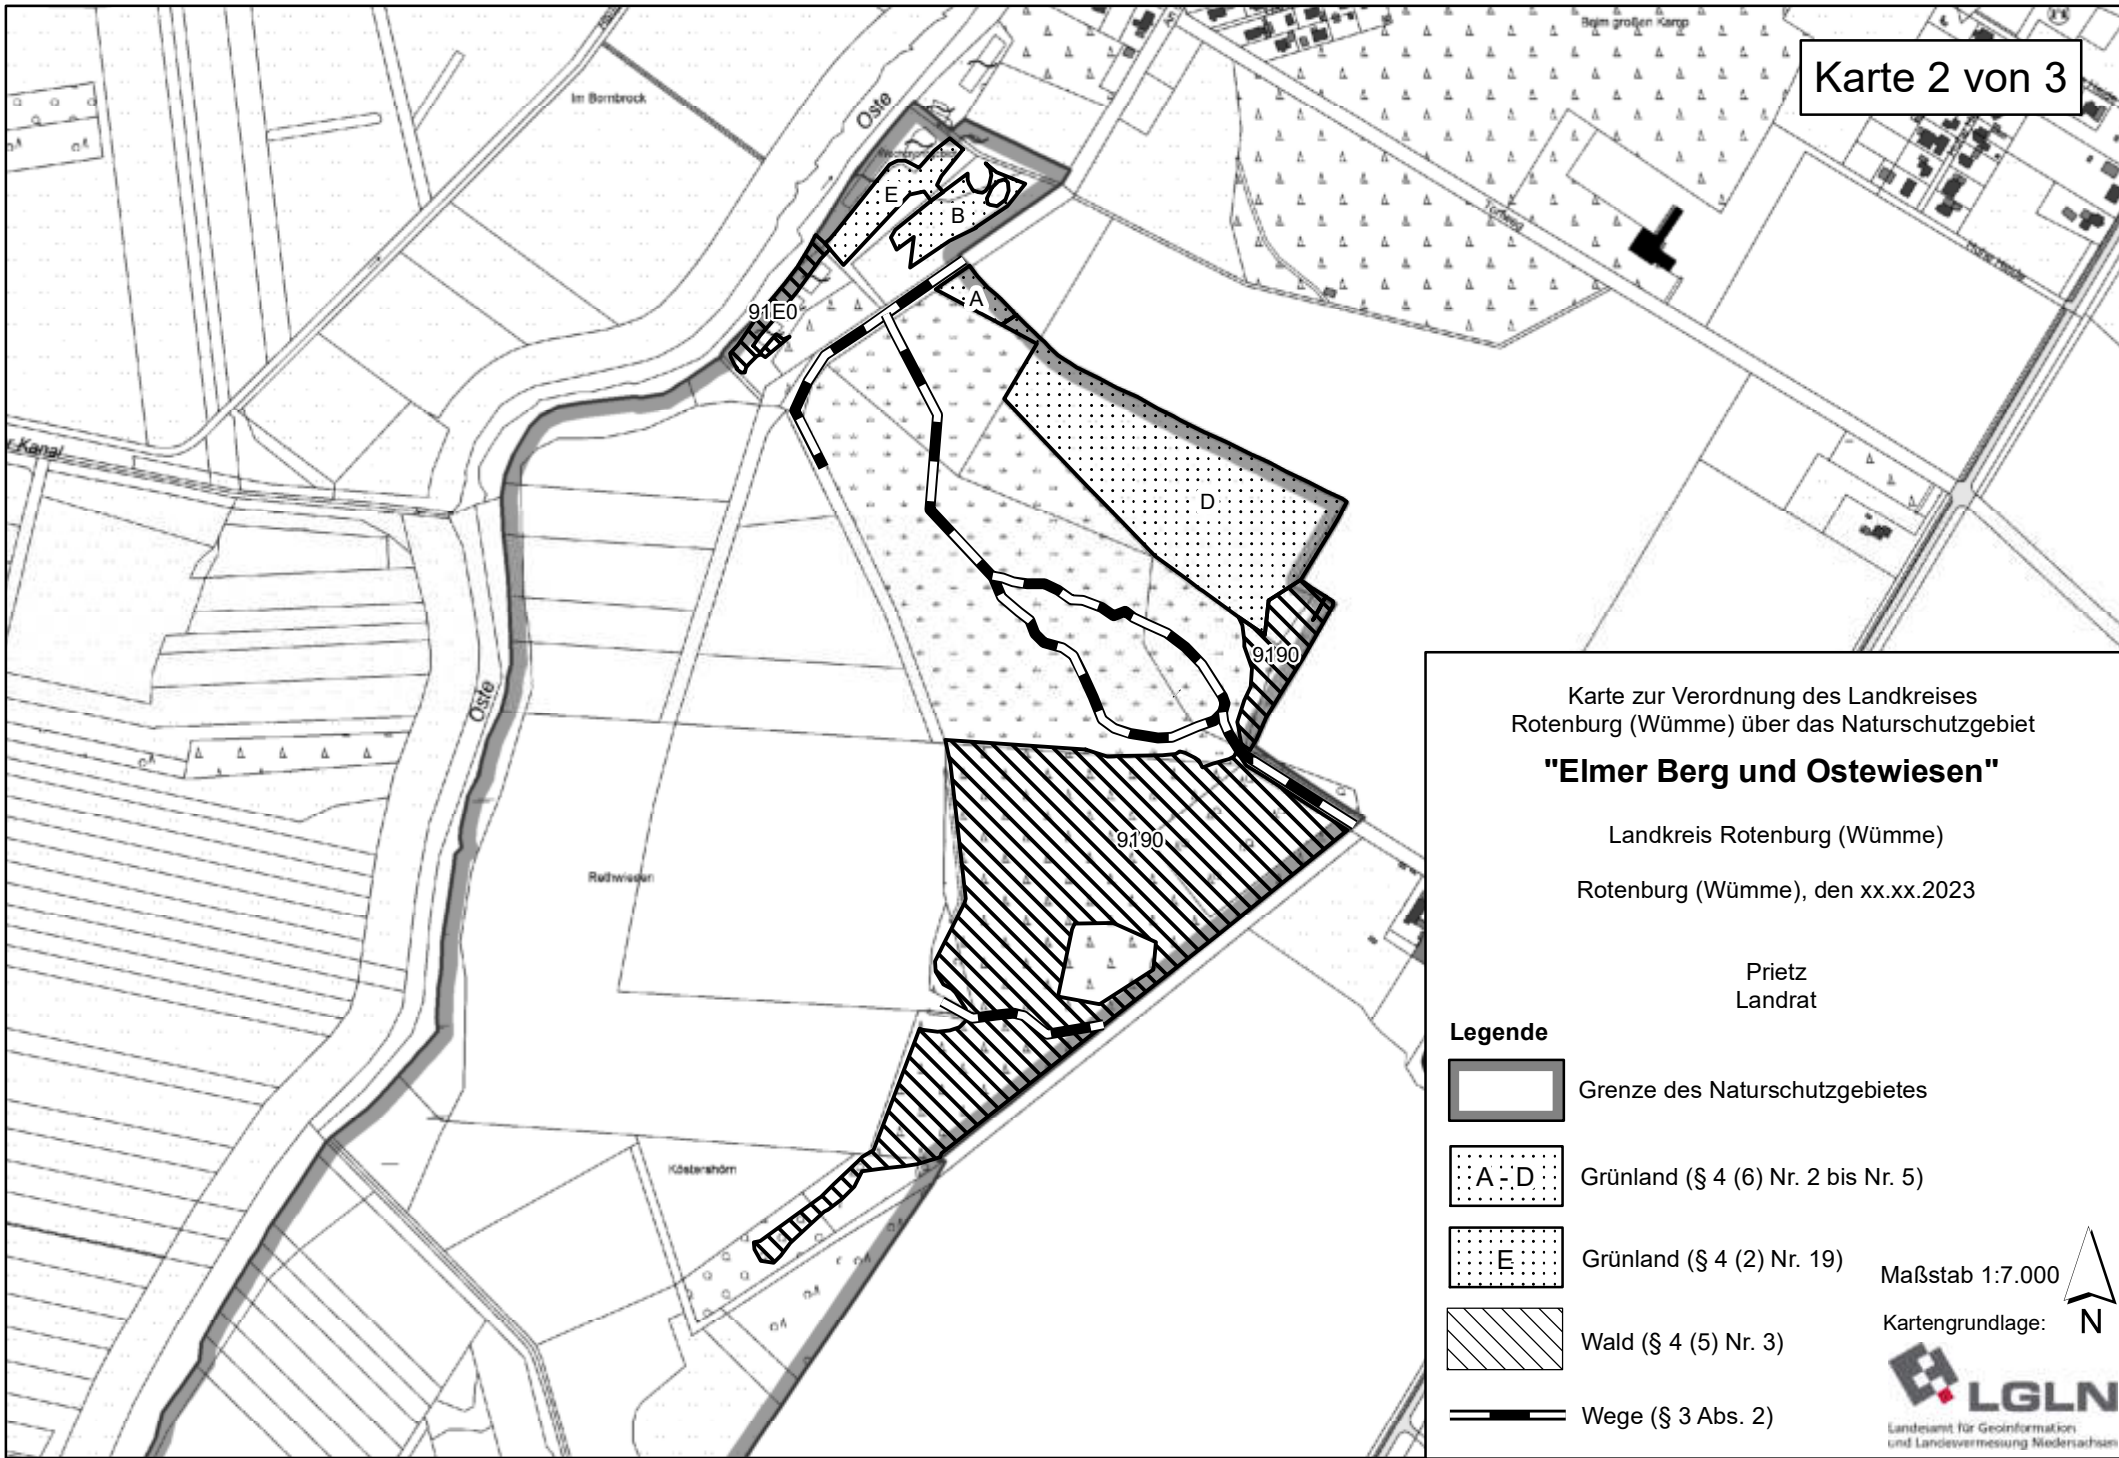 Karte 2 von 3
Beim großen Kamp
Im Bornbrock
Oste
E
B
Torfweg
Hohe Heide
A
91E0
r Kanal
D
9190
Oste
9190
Rethwiesen
Köstershörn
Karte zur Verordnung des Landkreises
Rotenburg (Wümme) über das Naturschutzgebiet
"Elmer Berg und Ostewiesen"
Landkreis Rotenburg (Wümme)
Rotenburg (Wümme), den xx.xx.2023
Prietz
Landrat
Legende
Grenze des Naturschutzgebietes
A - D
Grünland (§ 4 (6) Nr. 2 bis Nr. 5)
E
Grünland (§ 4 (2) Nr. 19)
Wald (§ 4 (5) Nr. 3)
Wege (§ 3 Abs. 2)
Maßstab 1:7.000
Kartengrundlage:
N
LGLN
Landesamt für Geoinformation
und Landesvermessung Niedersachsen